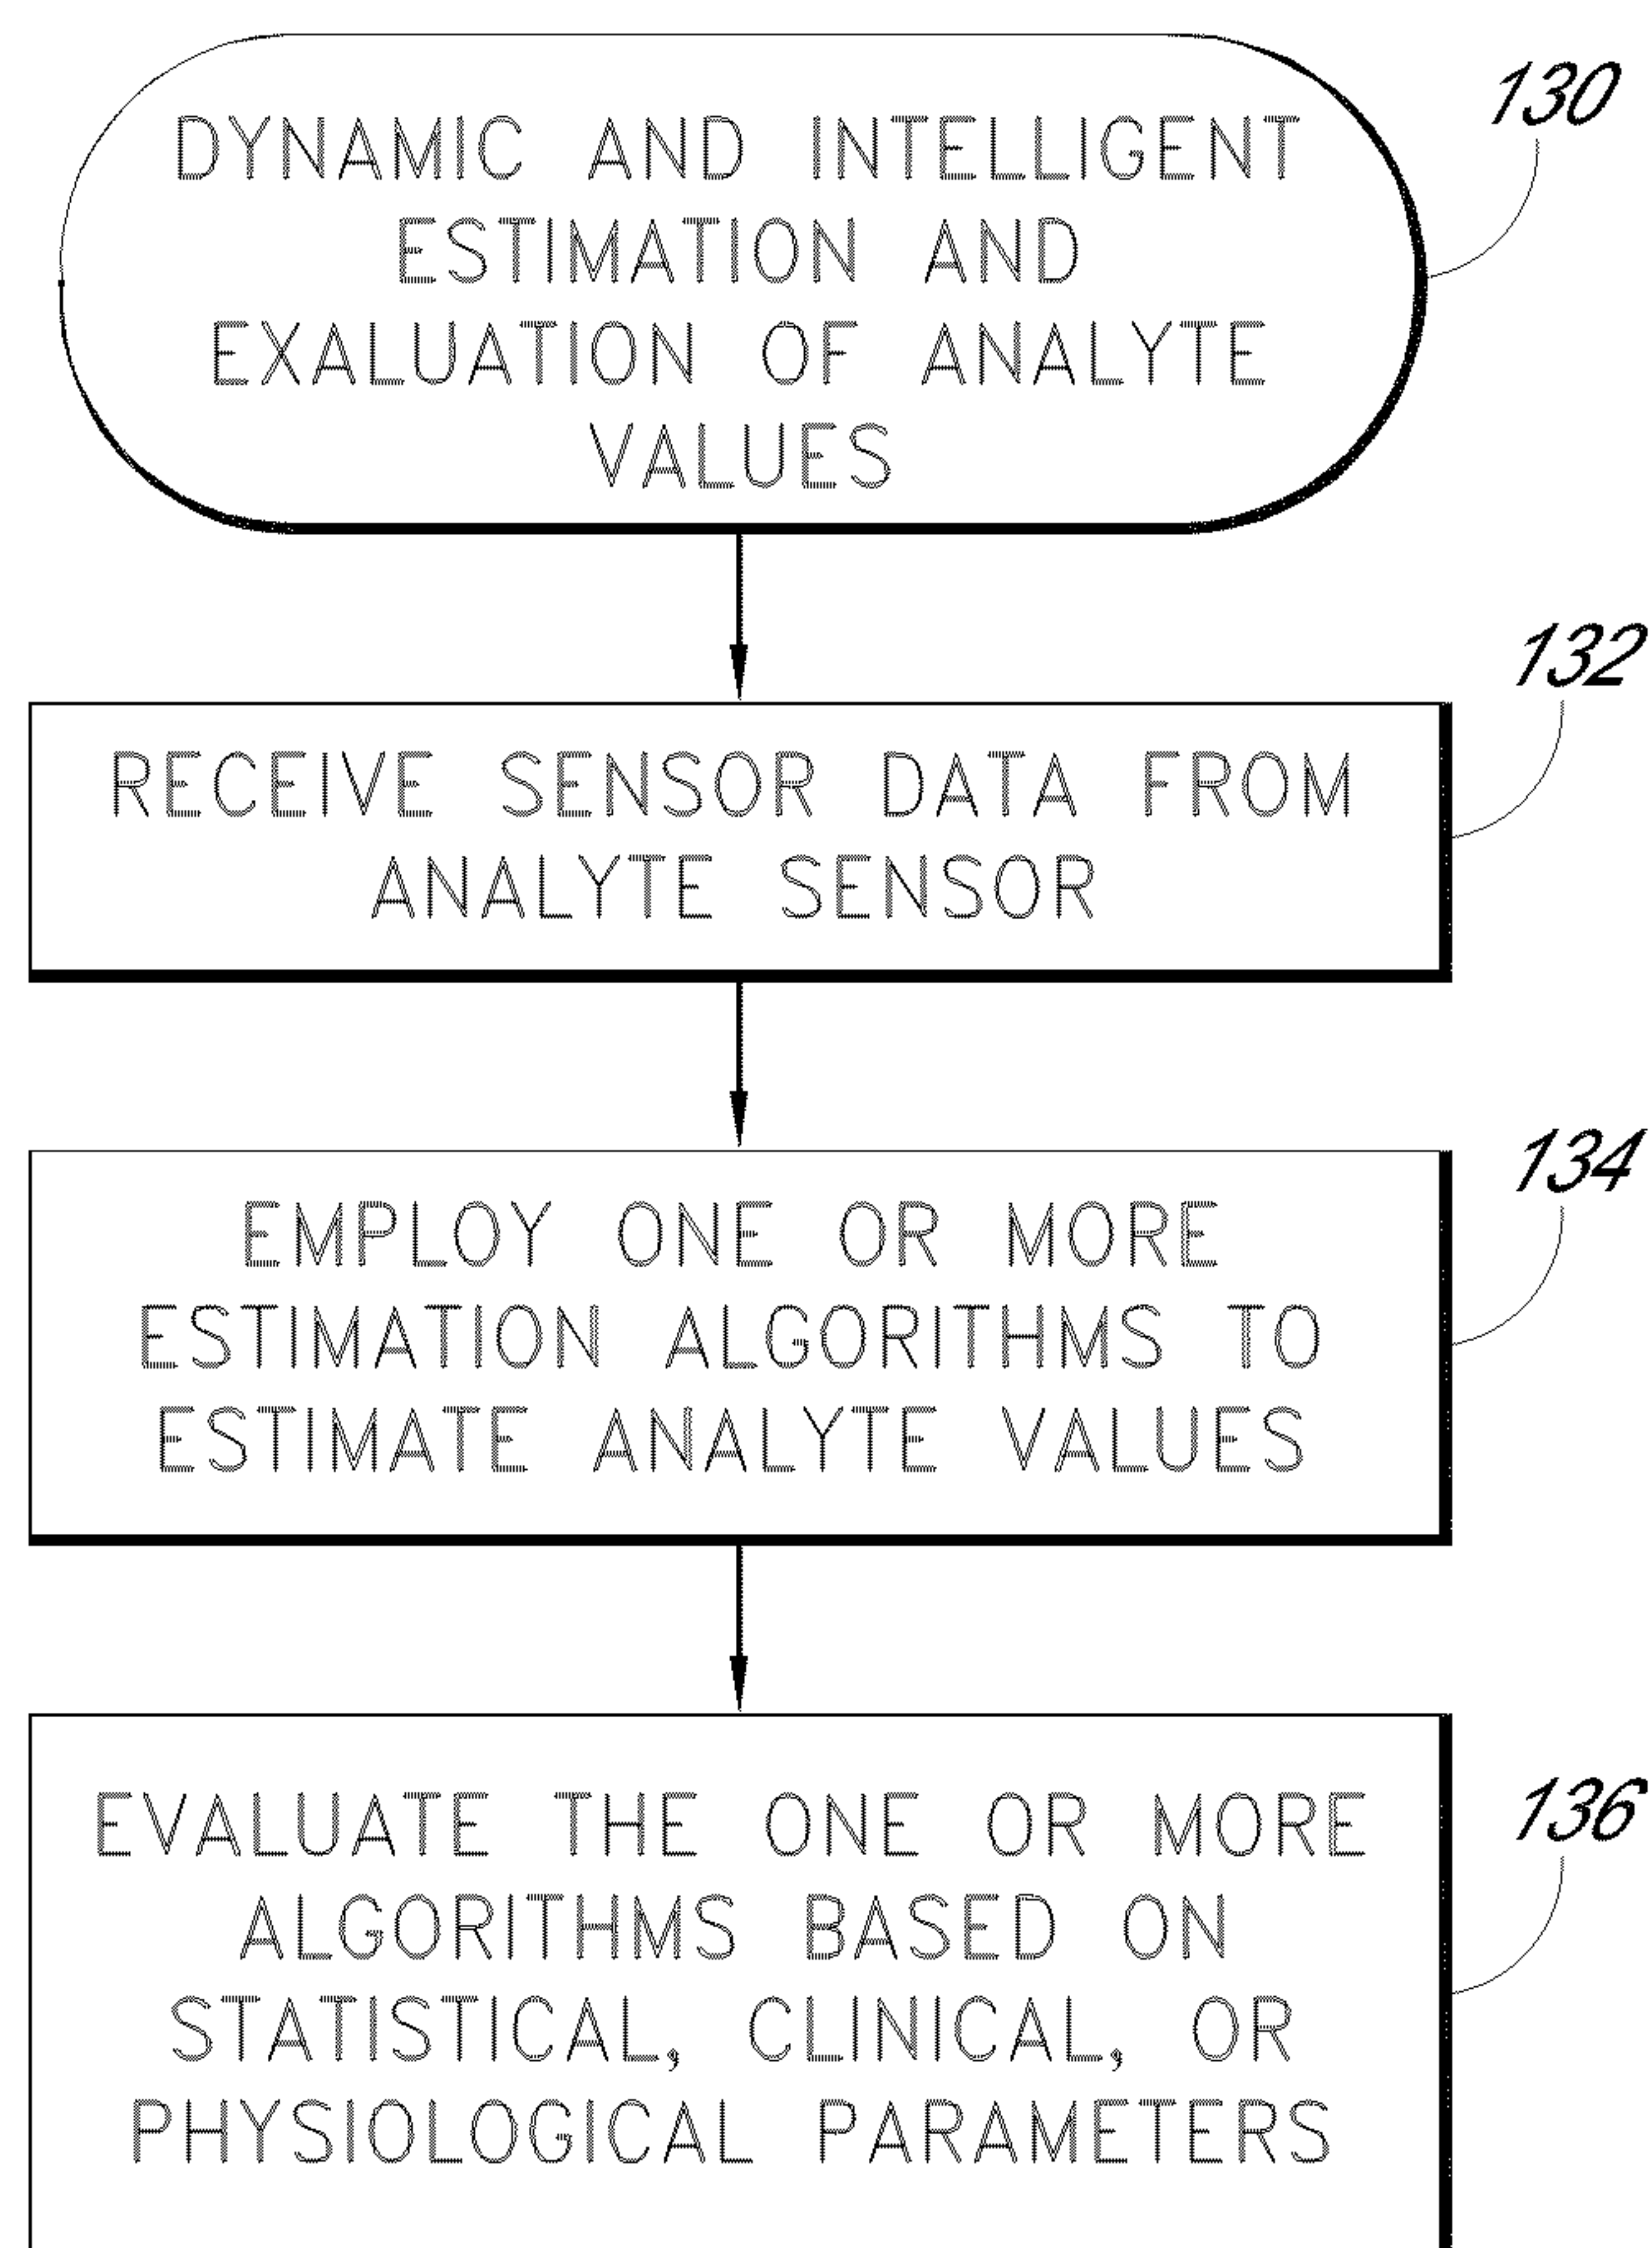 DYNAMIC AND INTELLIGENT
ESTIMATION AND
EXALUATION OF ANALYTE
VALUES
130
RECEIVE SENSOR DATA FROM
ANALYTE SENSOR
132
EMPLOY ONE OR MORE
ESTIMATION ALGORITHMS TO
ESTIMATE ANALYTE VALUES
134
EVALUATE THE ONE OR MORE
ALGORITHMS BASED ON
STATISTICAL, CLINICAL, OR
PHYSIOLOGICAL PARAMETERS
136